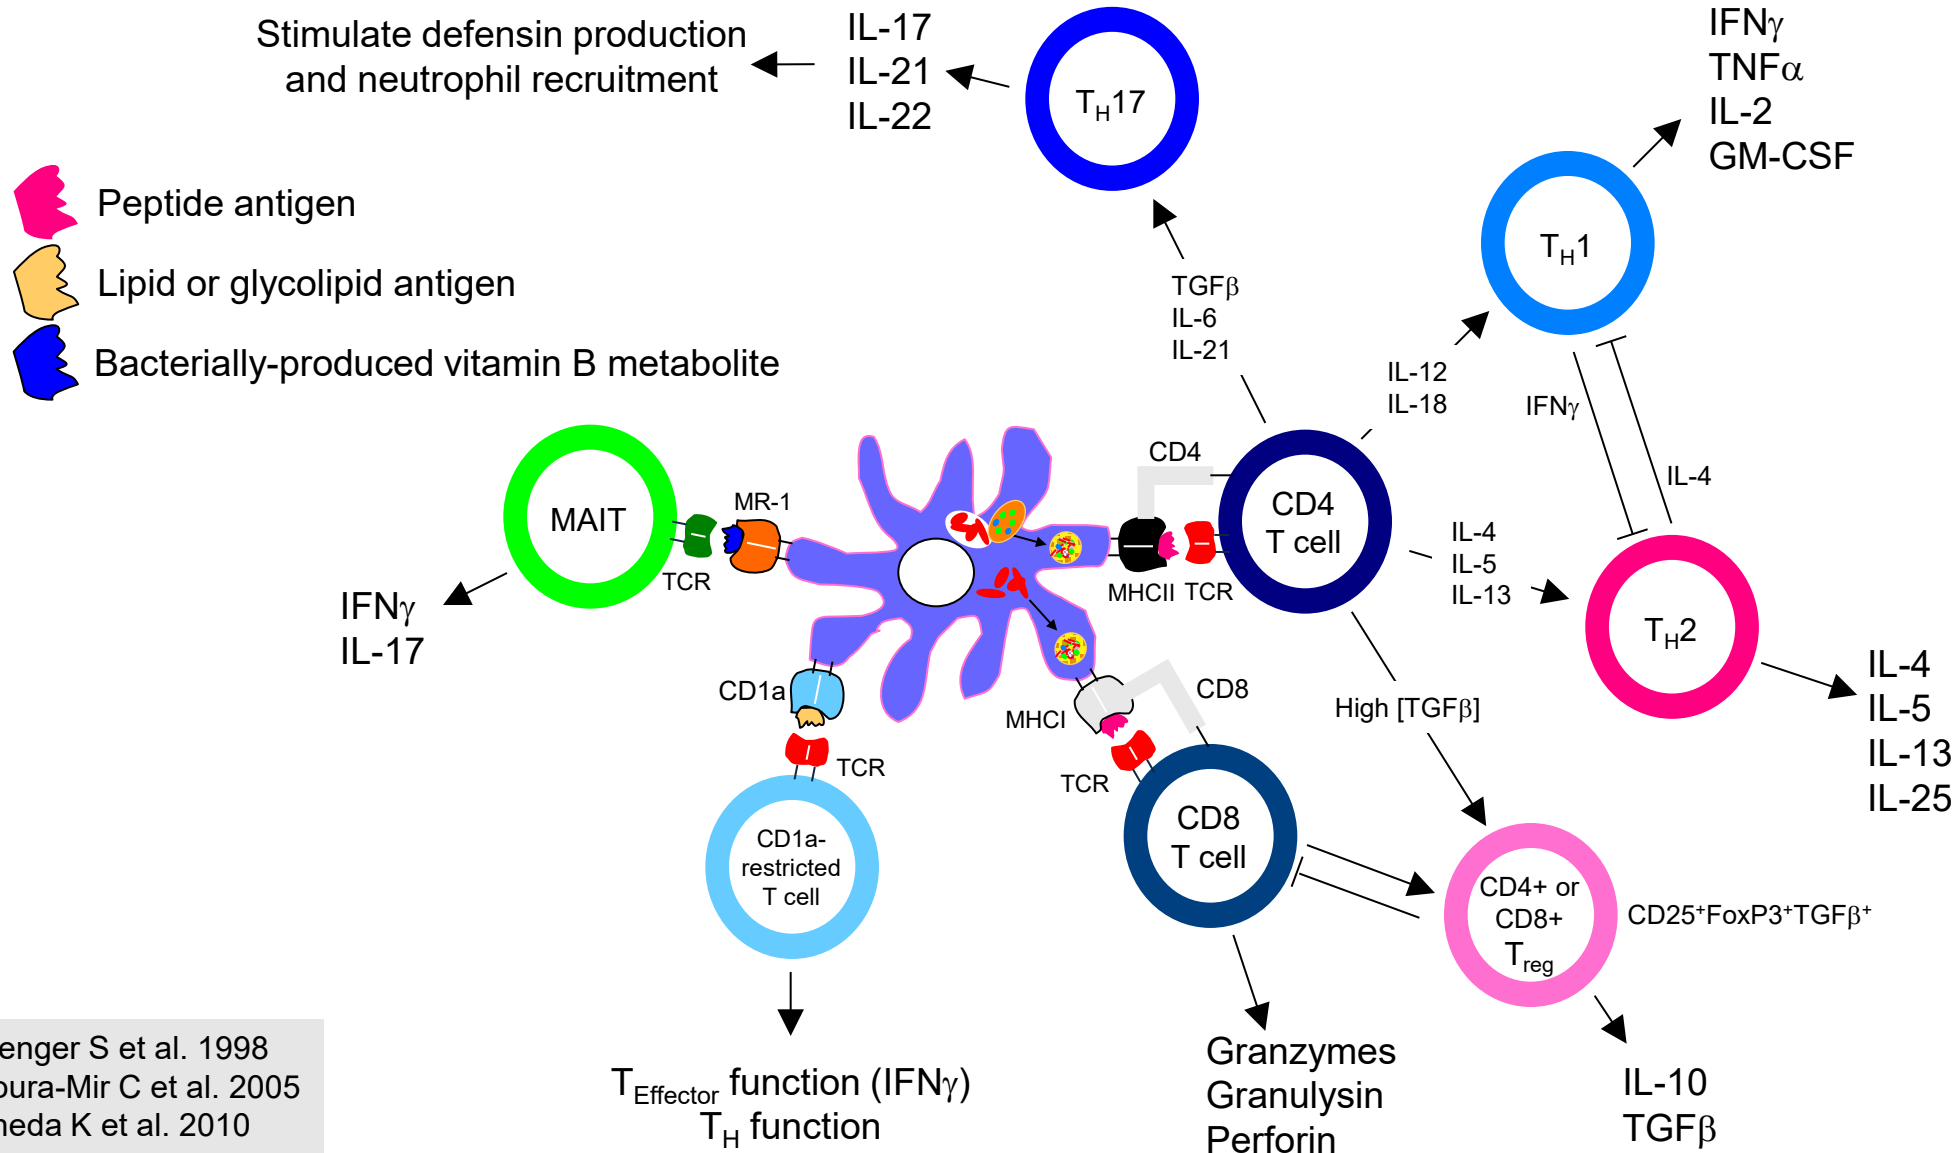 Stimulate defensin production
and neutrophil recruitment
IL-17
IL-21
IL-22
TH17
IFNγ
TNFα
IL-2
GM-CSF
TH1
Peptide antigen
Lipid or glycolipid antigen
Bacterially-produced vitamin B metabolite
TGFβ
IL-6
IL-21
IL-12
IL-18
IFNγ
IL-4
MAIT
TCR
MR-1
IFNγ
IL-17
CD4
MHCII
TCR
CD4
T cell
IL-4
IL-5
IL-13
TH2
IL-4
IL-5
IL-13
IL-25
CD1a
TCR
CD1a-
restricted
T cell
TEffector function (IFNγ)
TH function
MHCI
CD8
TCR
CD8
T cell
Granzymes
Granulysin
Perforin
High [TGFβ]
CD4+ or
CD8+
Treg
CD25+FoxP3+TGFβ+
IL-10
TGFβ
S et al. 1998
C et al. 2005
K et al. 2010